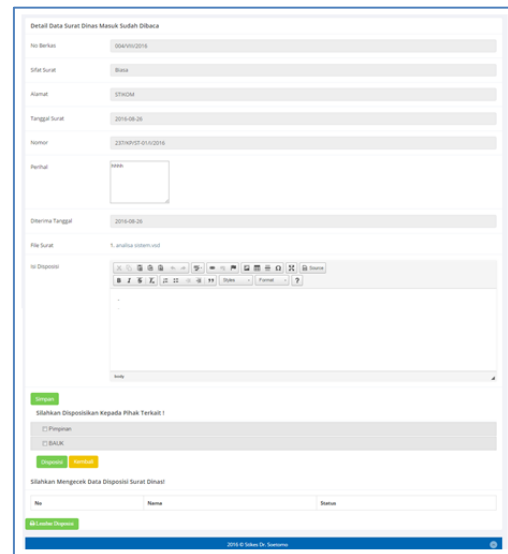 Detail Data Surat Dinas Masuk Sudah Dibaca
No Berkas 004/VII/2016
Sifat Surat Biasa
Alamat STIKOM
Tanggal Surat 2016-08-26
Nomor 237/KP/ST-01/I/2016
Perihal
Diterima Tanggal 2016-08-26
File Surat 1. analisa sistem.vsd
Isi Disposisi
Source
Styles Format ?
body
Simpan
Silahkan Disposisikan Kepada Pihak Terkait !
Pimpinan
BAUK
Disposisi Kembali
Silahkan Mengecek Data Disposisi Surat Dinas!
No Nama Status
Lembar Disposisi
2016 © Stikes Dr. Soetomo